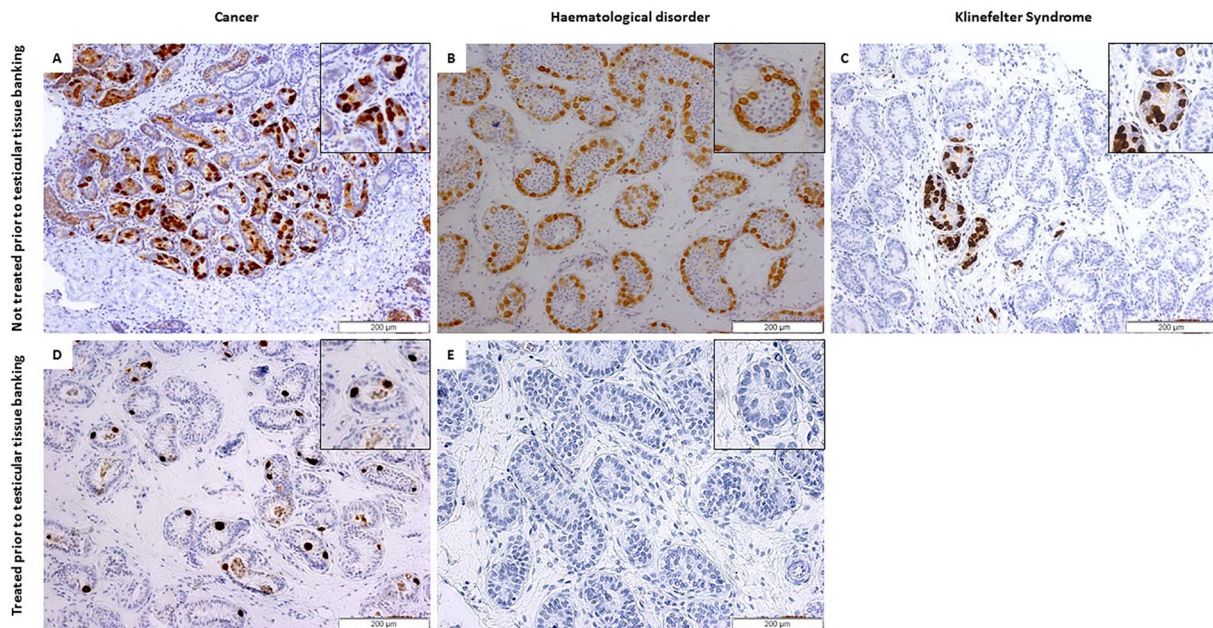 Cancer
Haematological disorder
Klinefelter Syndrome
Not treated prior to testicular tissue banking
A
200 µm
B
200 µm
C
200 µm
Treated prior to testicular tissue banking
D
200 µm
E
200 µm